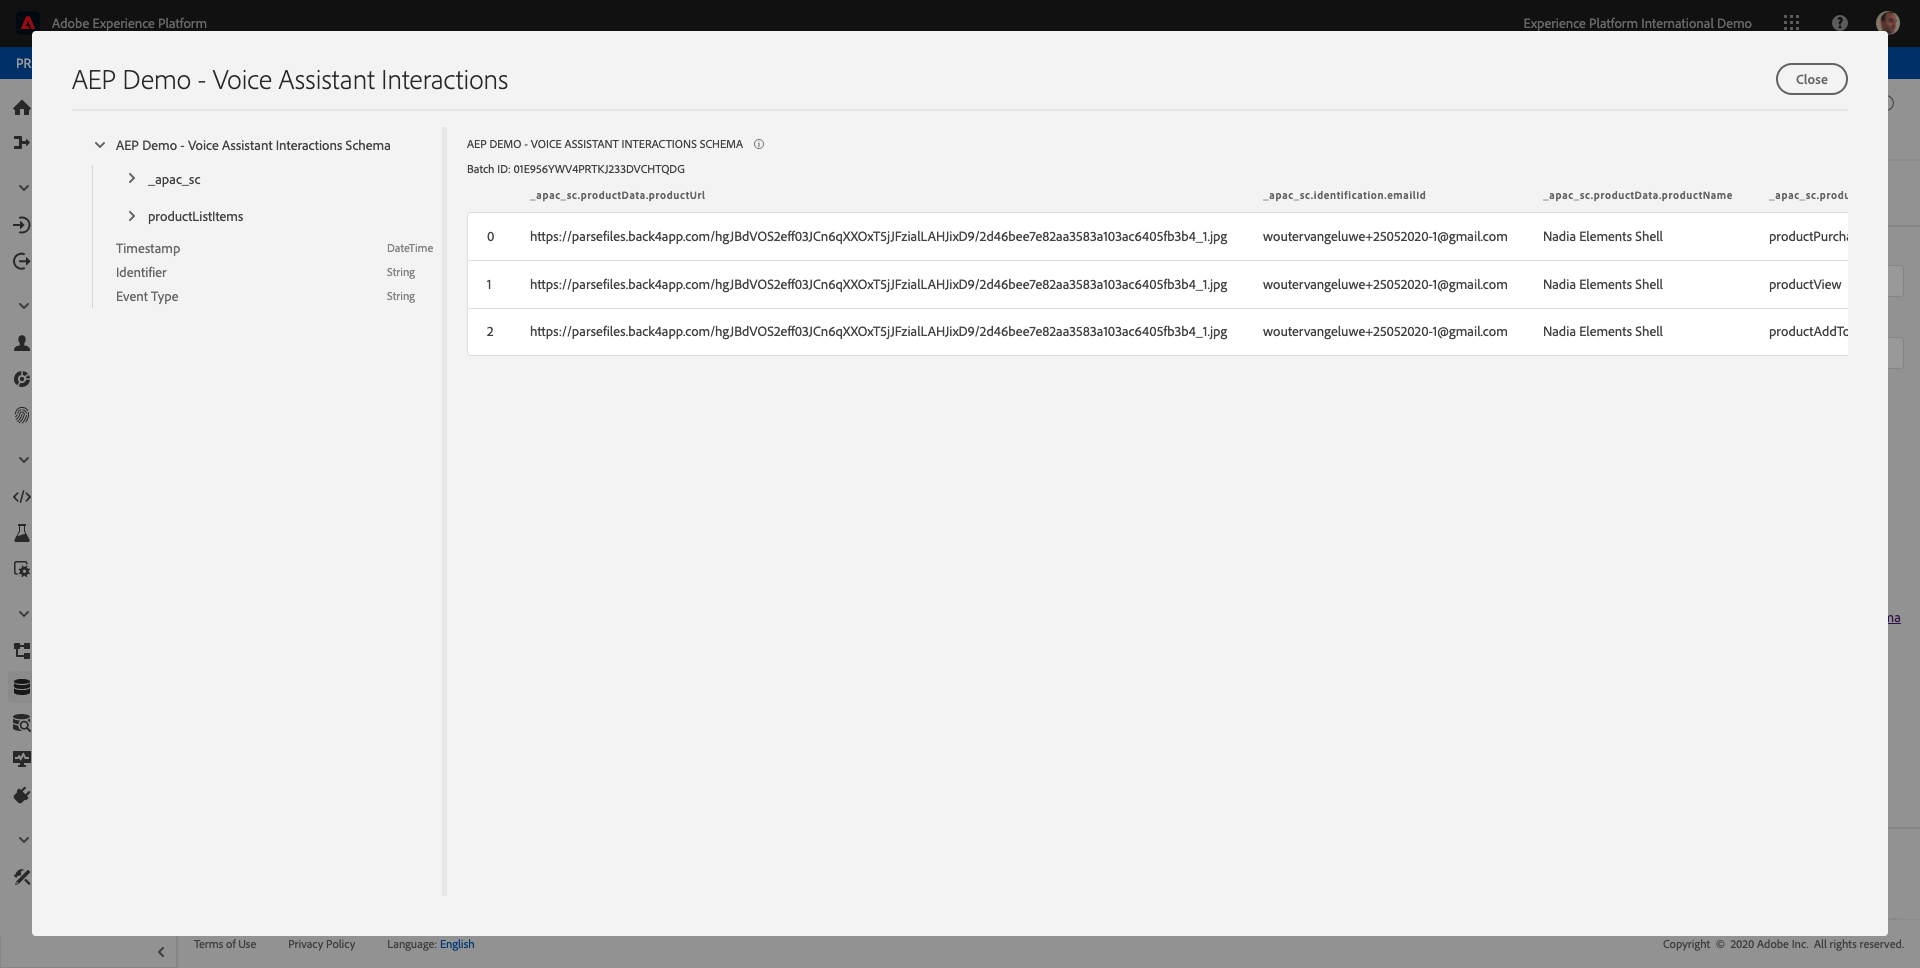 Adobe Experience Platform
Experience Platform International Demo
PR
AEP Demo - Voice Assistant Interactions
Close
AEP Demo - Voice Assistant Interactions Schema
_apac_sc
productListItems
Timestamp DateTime
Identifier String
Event Type String
AEP DEMO - VOICE ASSISTANT INTERACTIONS SCHEMA
Batch ID: 01E956YWV4PRTKJ233DVCHTQDG
_apac_sc.productData.productUrl _apac_sc.identification.emailId _apac_sc.productData.productName _apac_sc.produ
0 https://parsefiles.back4app.com/hgJBdVOS2eff03JCn6qXXOxT5jJFzialLAHJixD9/2d46bee7e82aa3583a103ac6405fb3b4_1.jpg woutervangeluwe+25052020-1@gmail.com Nadia Elements Shell productPurcha
1 https://parsefiles.back4app.com/hgJBdVOS2eff03JCn6qXXOxT5jJFzialLAHJixD9/2d46bee7e82aa3583a103ac6405fb3b4_1.jpg woutervangeluwe+25052020-1@gmail.com Nadia Elements Shell productView
2 https://parsefiles.back4app.com/hgJBdVOS2eff03JCn6qXXOxT5jJFzialLAHJixD9/2d46bee7e82aa3583a103ac6405fb3b4_1.jpg woutervangeluwe+25052020-1@gmail.com Nadia Elements Shell productAddTo
na
Terms of Use Privacy Policy Language: English
Copyright © 2020 Adobe Inc. All rights reserved.